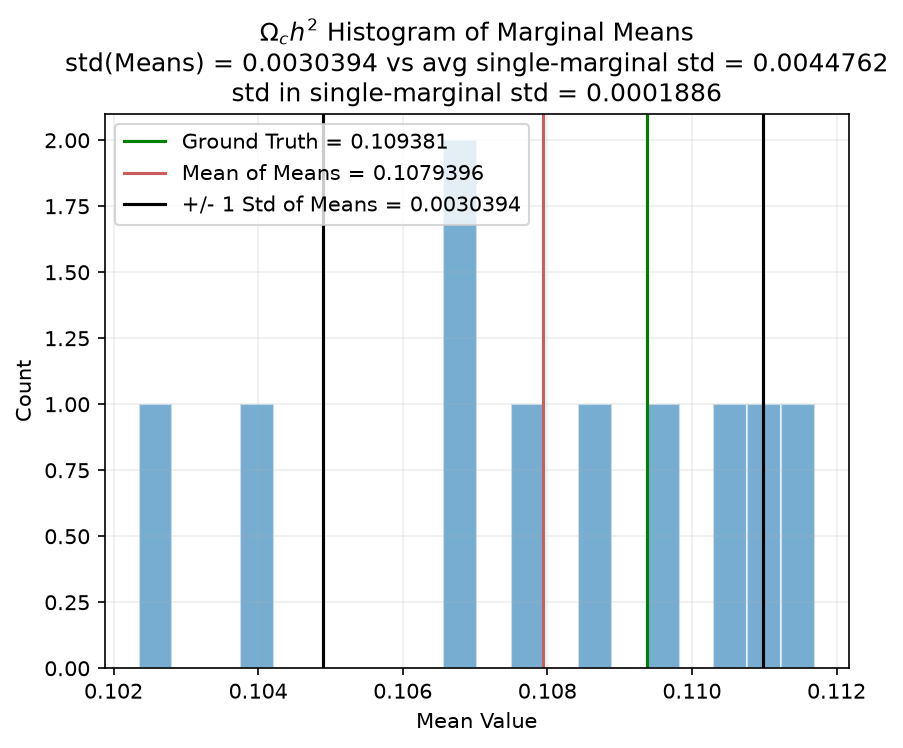 Ω_c h² Histogram of Marginal Means
std(Means) = 0.0030394 vs avg single-marginal std = 0.0044762
std in single-marginal std = 0.0001886
Ground Truth = 0.109381
Mean of Means = 0.1079396
+/- 1 Std of Means = 0.0030394
2.00
1.75
1.50
1.25
1.00
0.75
0.50
0.25
0.00
Count
0.102 0.104 0.106 0.108 0.110 0.112
Mean Value